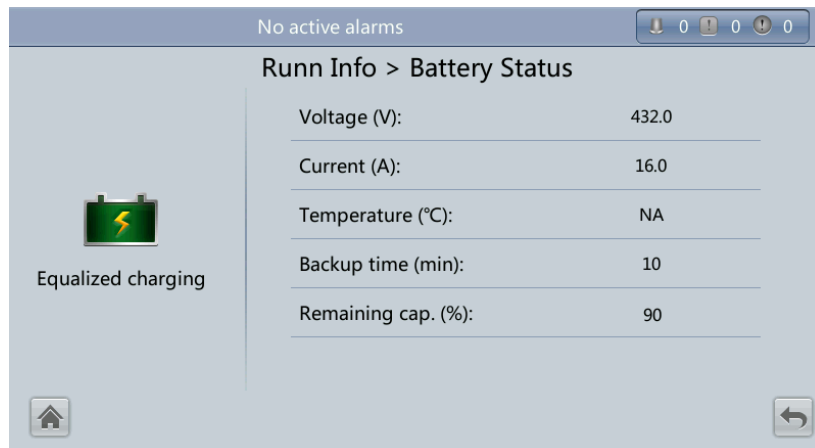 No active alarms 0 0 0
Runn Info > Battery Status
Voltage (V): 432.0
Current (A): 16.0
Temperature (℃): NA
Backup time (min): 10
Equalized charging
Remaining cap. (%): 90